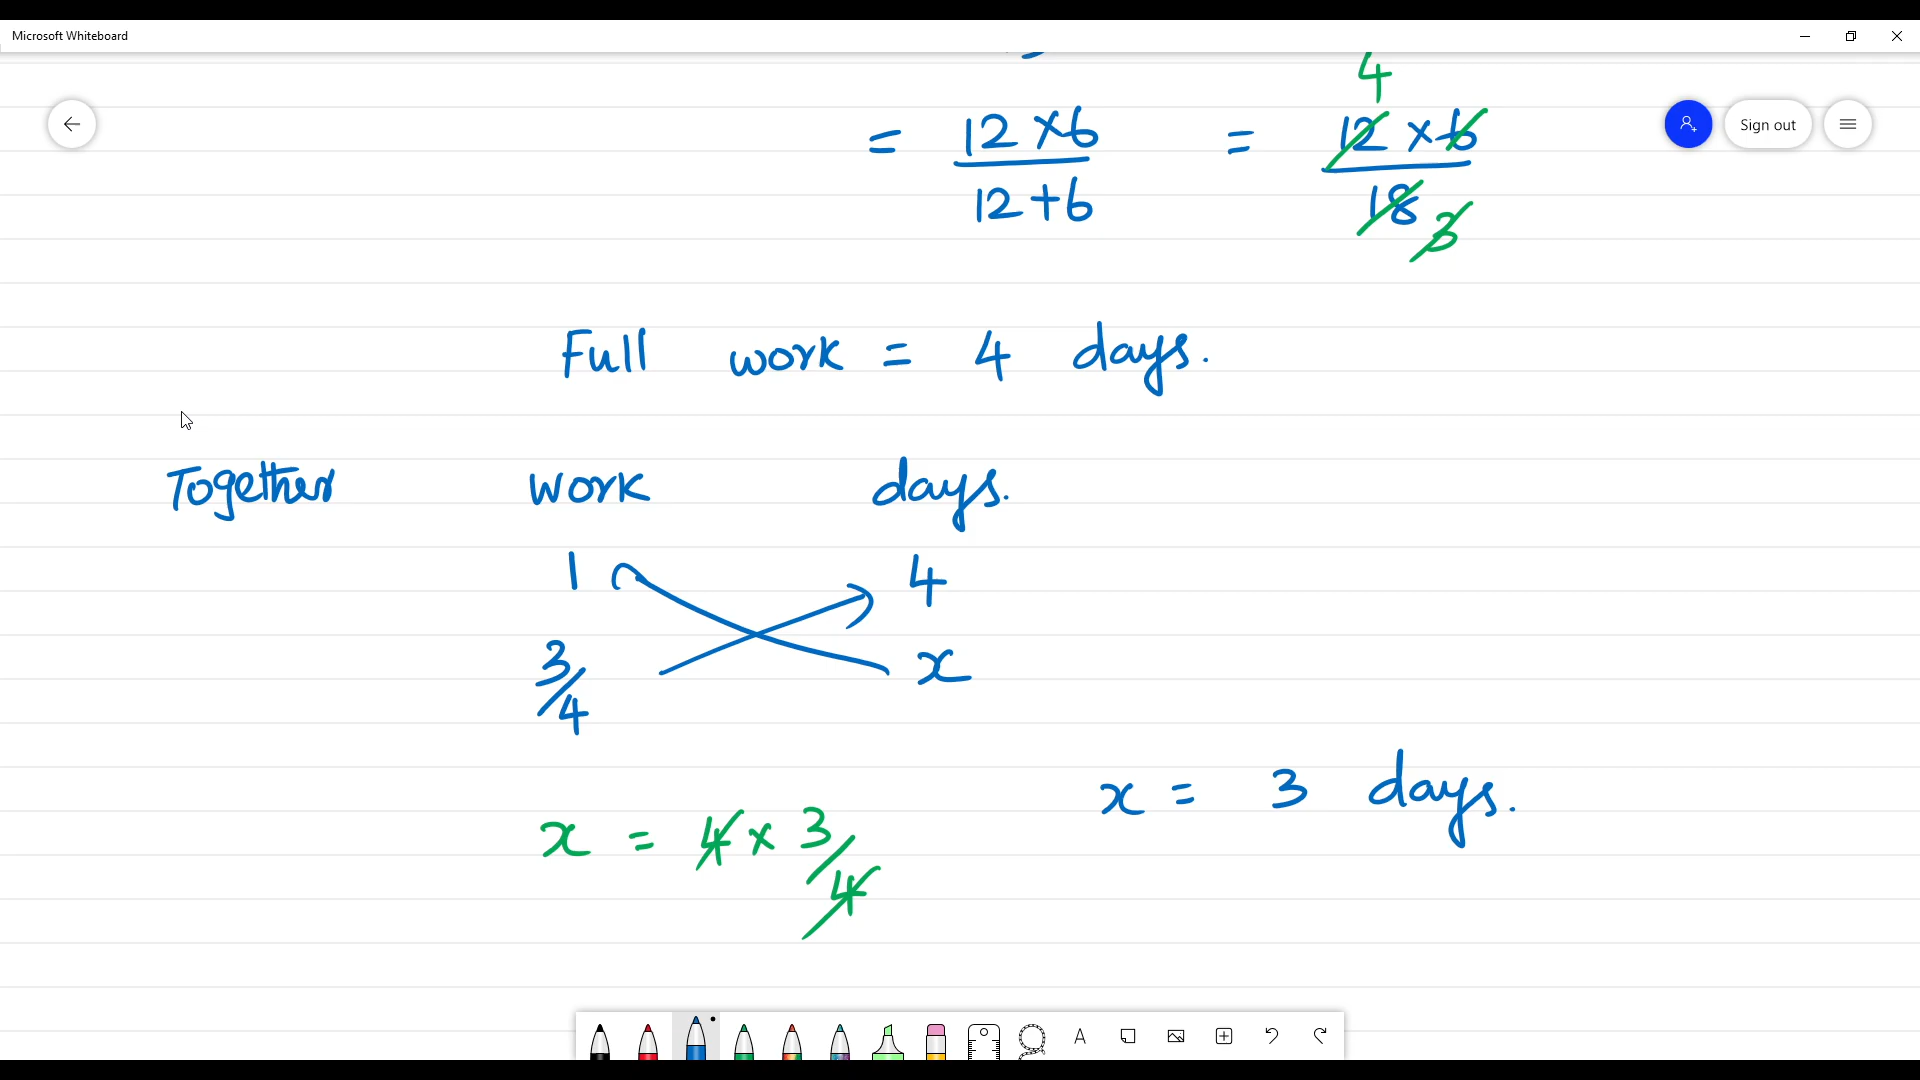 Microsoft Whiteboard
Sign out
4
= 12 × 6 = 12 × 6
12 + 6 18 3
Full work = 4 days.
Together work days.
1 4
3/4 x
x = 3 days.
x = 4 × 3/4
A